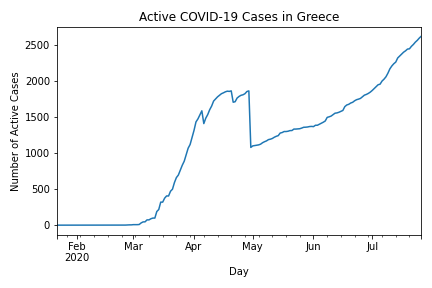 Active COVID-19 Cases in Greece
Number of Active Cases
2500
2000
1500
1000
500
0
Feb Mar Apr May Jun Jul
2020
Day